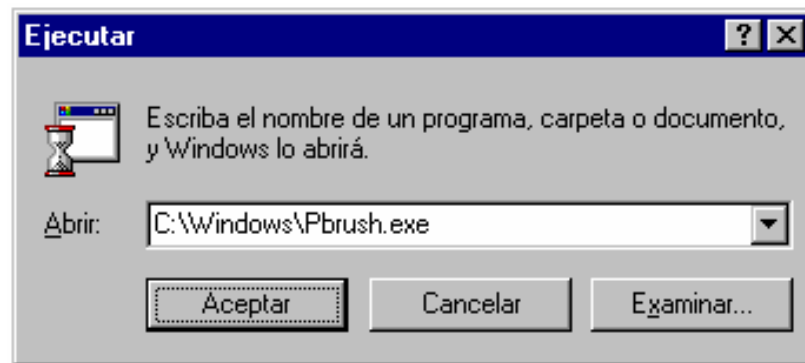 Ejecutar
Escriba el nombre de un programa, carpeta o documento,
y Windows lo abrirá.
Abrir: C:\Windows\Pbrush.exe
Aceptar Cancelar Examinar...